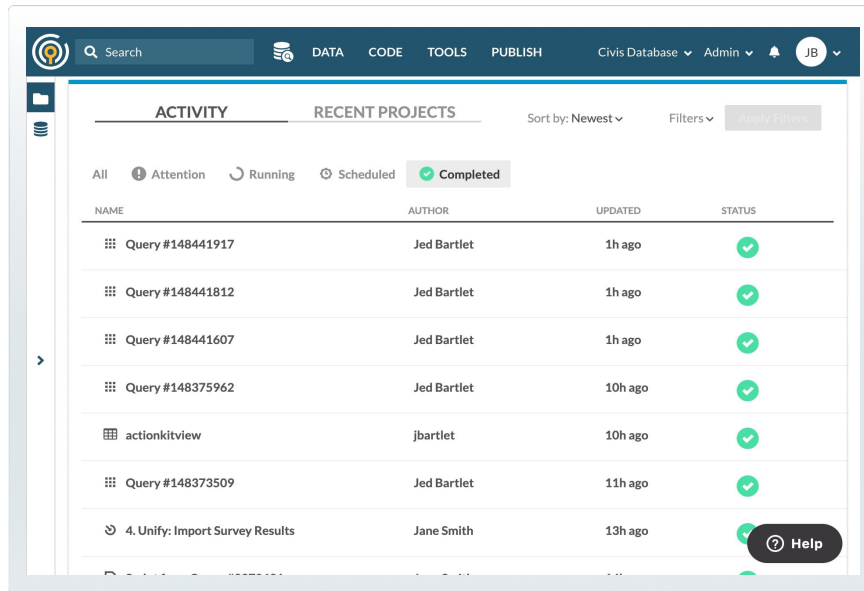 Search DATA CODE TOOLS PUBLISH Civis Database Admin JB
ACTIVITY RECENT PROJECTS Sort by: Newest Filters Apply Filters
All Attention Running Scheduled Completed
NAME AUTHOR UPDATED STATUS
Query #148441917 Jed Bartlet 1h ago
Query #148441812 Jed Bartlet 1h ago
Query #148441607 Jed Bartlet 1h ago
Query #148375962 Jed Bartlet 10h ago
actionkitview jbartlet 10h ago
Query #148373509 Jed Bartlet 11h ago
4. Unify: Import Survey Results Jane Smith 13h ago
Help